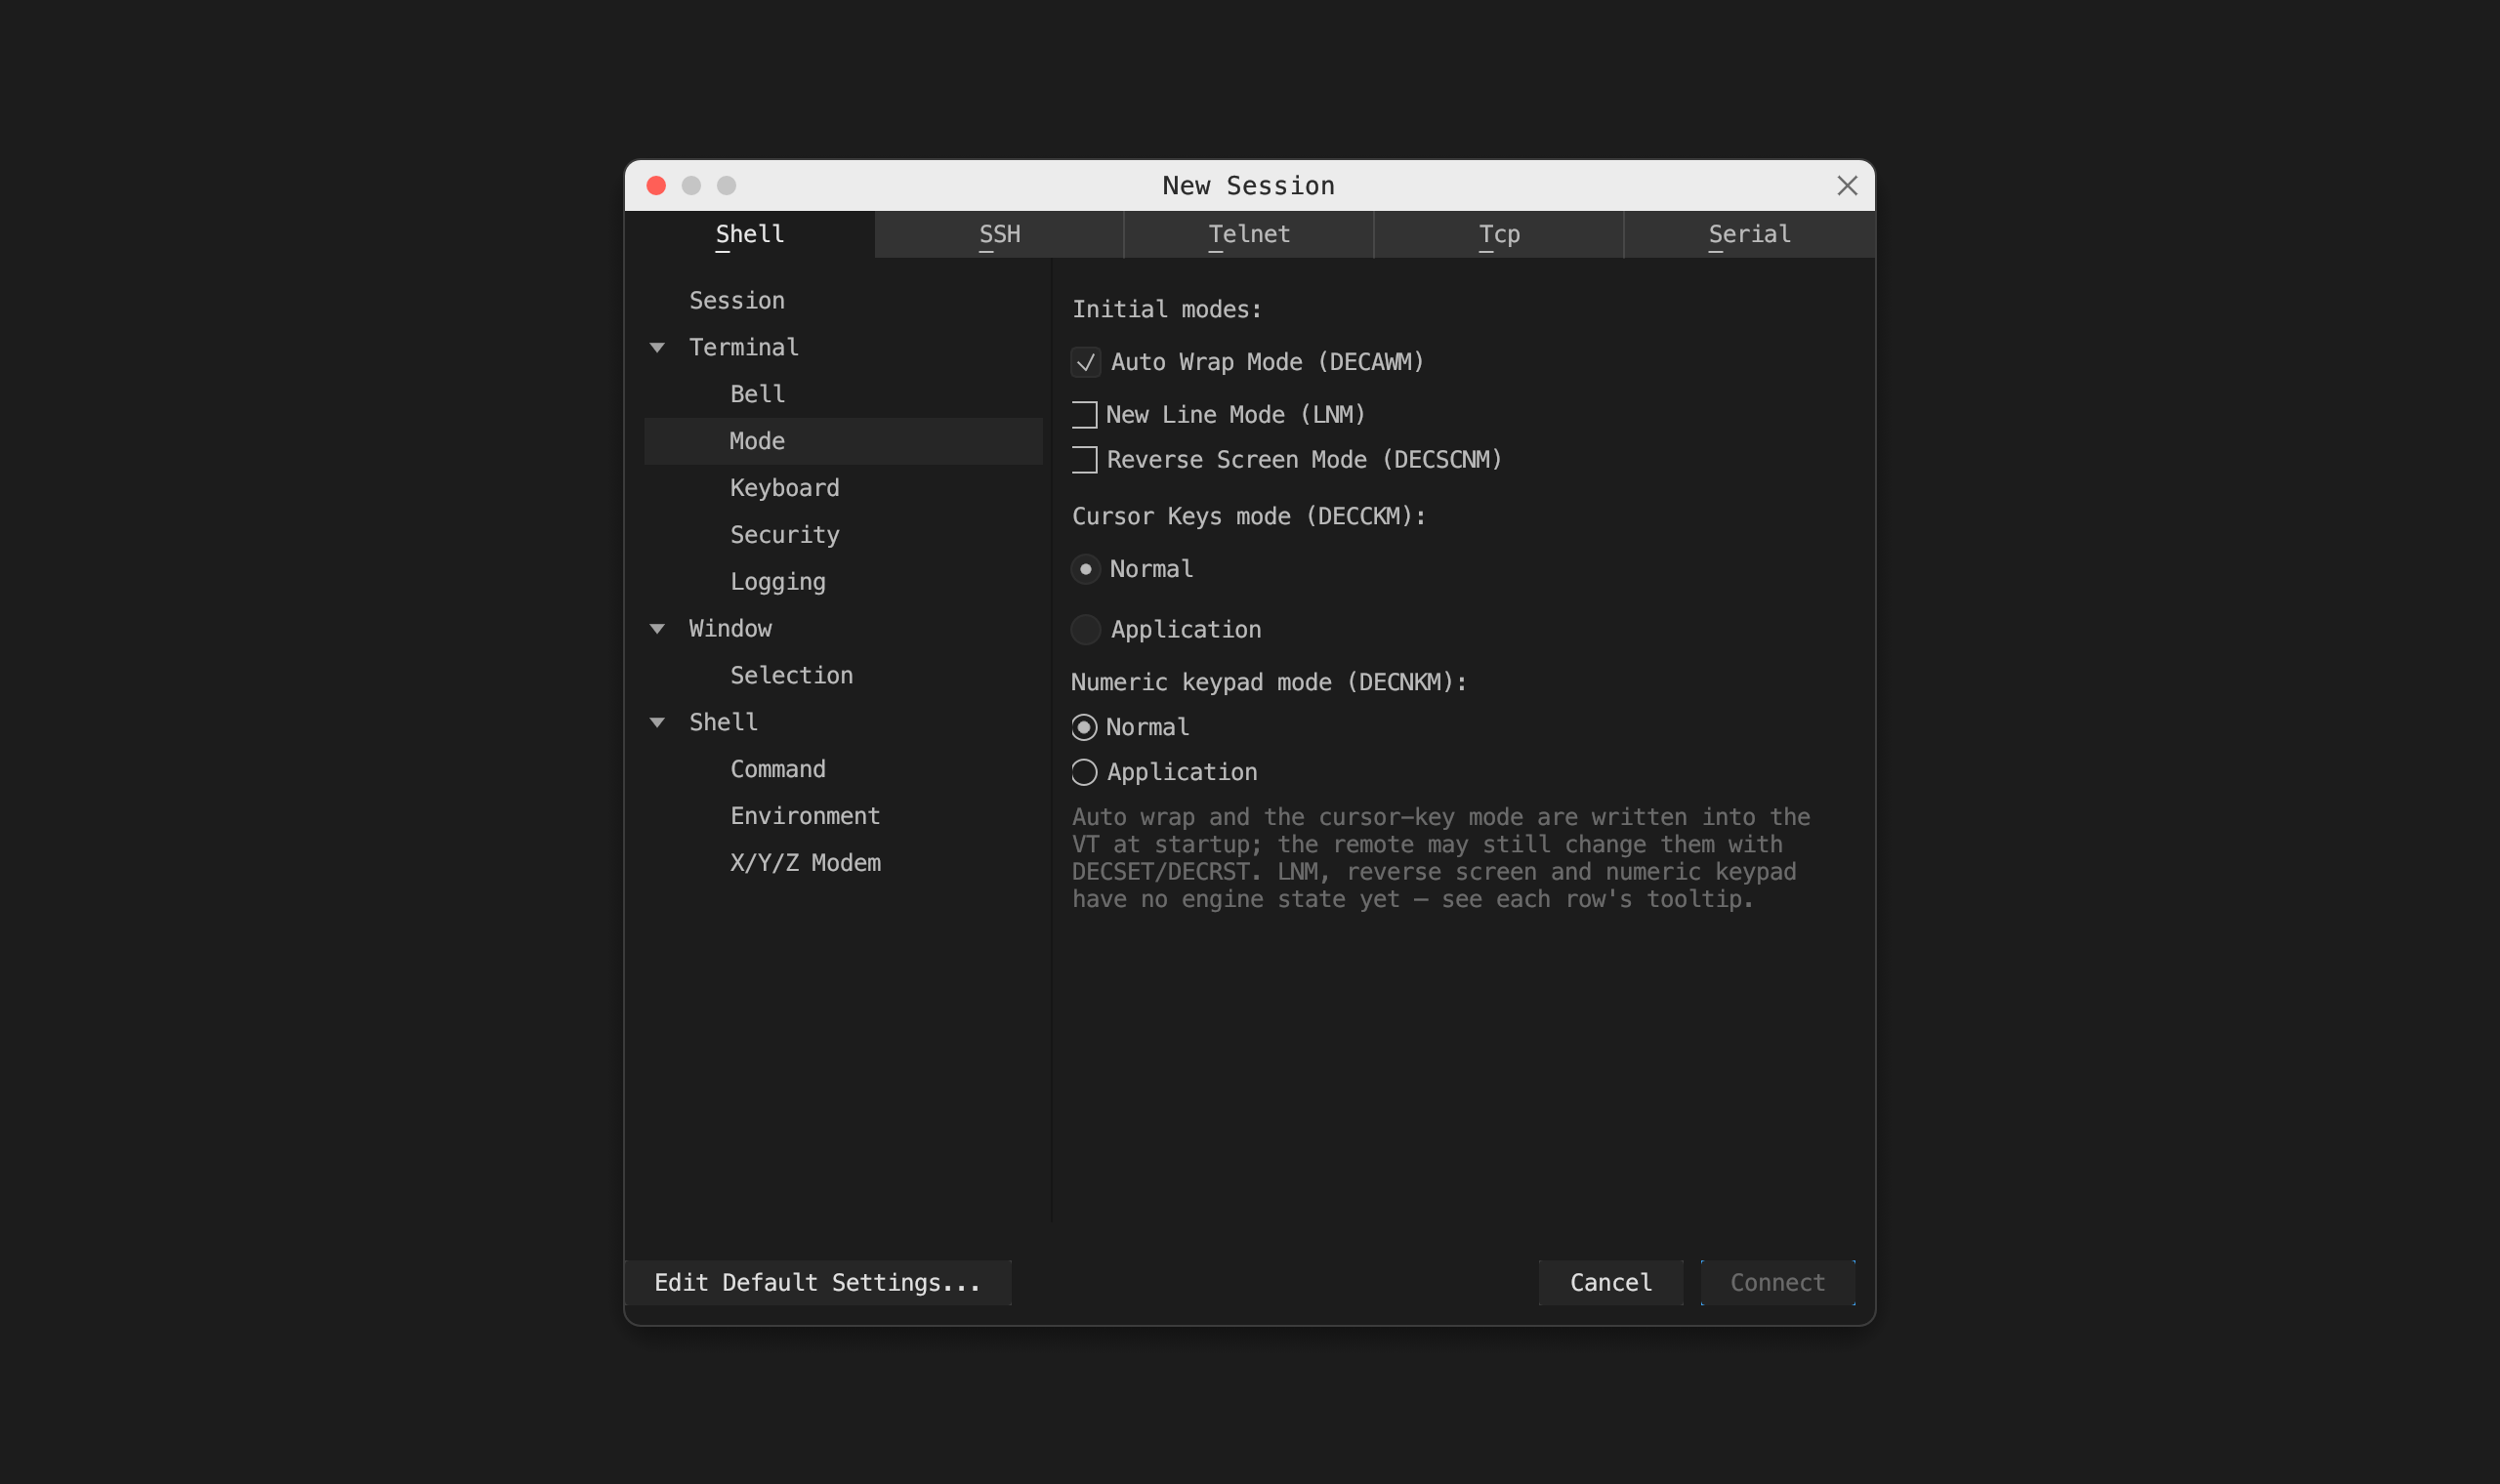 New Session
Shell
SSH
Telnet
Tcp
Serial
Session
Terminal
Bell
Mode
Keyboard
Security
Logging
Window
Selection
Shell
Command
Environment
X/Y/Z Modem
Initial modes:
Auto Wrap Mode (DECAWM)
New Line Mode (LNM)
Reverse Screen Mode (DECSCNM)
Cursor Keys mode (DECCKM):
Normal
Application
Numeric keypad mode (DECNKM):
Normal
Application
Auto wrap and the cursor-key mode are written into the
VT at startup; the remote may still change them with
DECSET/DECRST. LNM, reverse screen and numeric keypad
have no engine state yet — see each row's tooltip.
Edit Default Settings...
Cancel
Connect